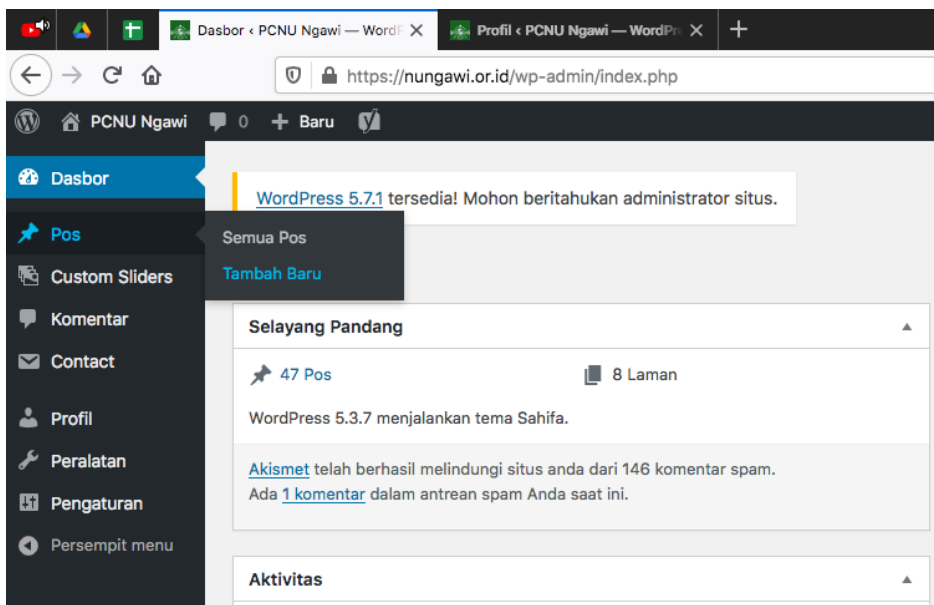 Dasbor ‹ PCNU Ngawi — WordP
Profil ‹ PCNU Ngawi — WordPr
https://nungawi.or.id/wp-admin/index.php
PCNU Ngawi 0 + Baru
Dasbor
WordPress 5.7.1 tersedia! Mohon beritahukan administrator situs.
Pos
Semua Pos
Tambah Baru
Custom Sliders
Komentar
Contact
Profil
Peralatan
Pengaturan
Persempit menu
Selayang Pandang
47 Pos
8 Laman
WordPress 5.3.7 menjalankan tema Sahifa.
Akismet telah berhasil melindungi situs anda dari 146 komentar spam.
Ada 1 komentar dalam antrean spam Anda saat ini.
Aktivitas